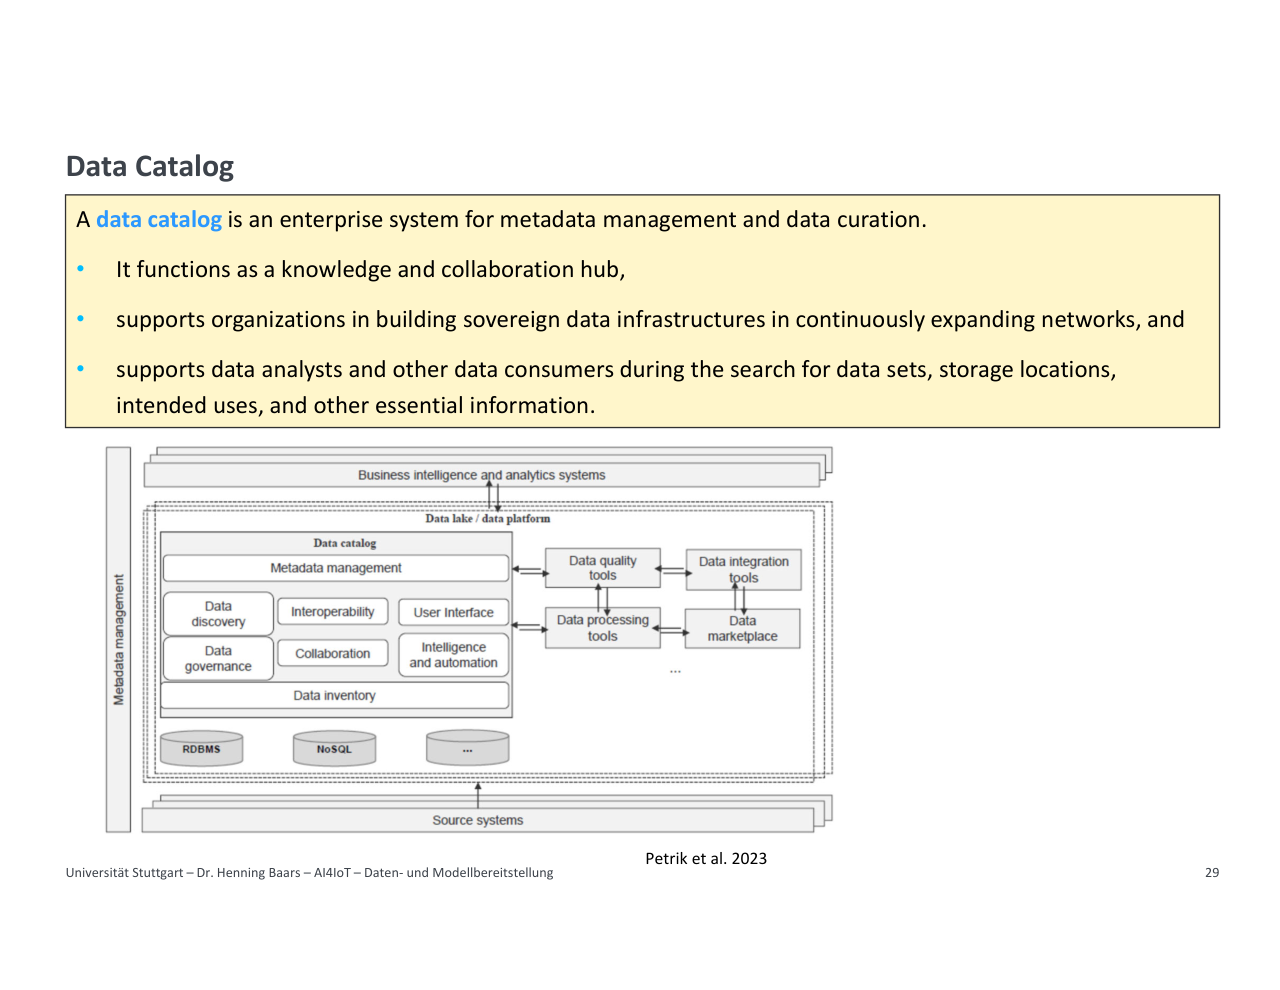 Data Catalog
A data catalog is an enterprise system for metadata management and data curation.
• It functions as a knowledge and collaboration hub,
• supports organizations in building sovereign data infrastructures in continuously expanding networks, and
• supports data analysts and other data consumers during the search for data sets, storage locations,
intended uses, and other essential information.
Metadata management
Business intelligence and analytics systems
Data lake / data platform
Data catalog
Metadata management
Data
discovery
Interoperability
User Interface
Data
governance
Collaboration
Intelligence
and automation
Data inventory
Data quality
tools
Data integration
tools
Data processing
tools
Data
marketplace
...
RDBMS
NoSQL
...
Source systems
Petrik et al. 2023
Universität Stuttgart – Dr. Henning Baars – AI4IoT – Daten- und Modellbereitstellung
29